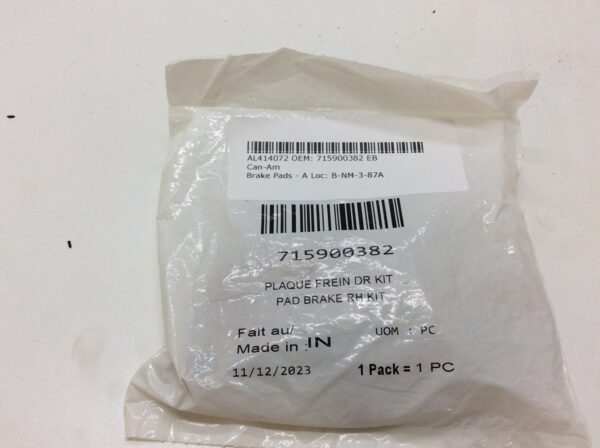 AL414072 OEM: 715900382 EB
Can-Am
Brake Pads - A Loc: B-NM-3-87A
715900382
PLAQUE FREIN DR KIT
PAD BRAKE RH KIT
Fait au/
Made in : IN
UOM : PC
11/12/2023
1 Pack = 1 PC